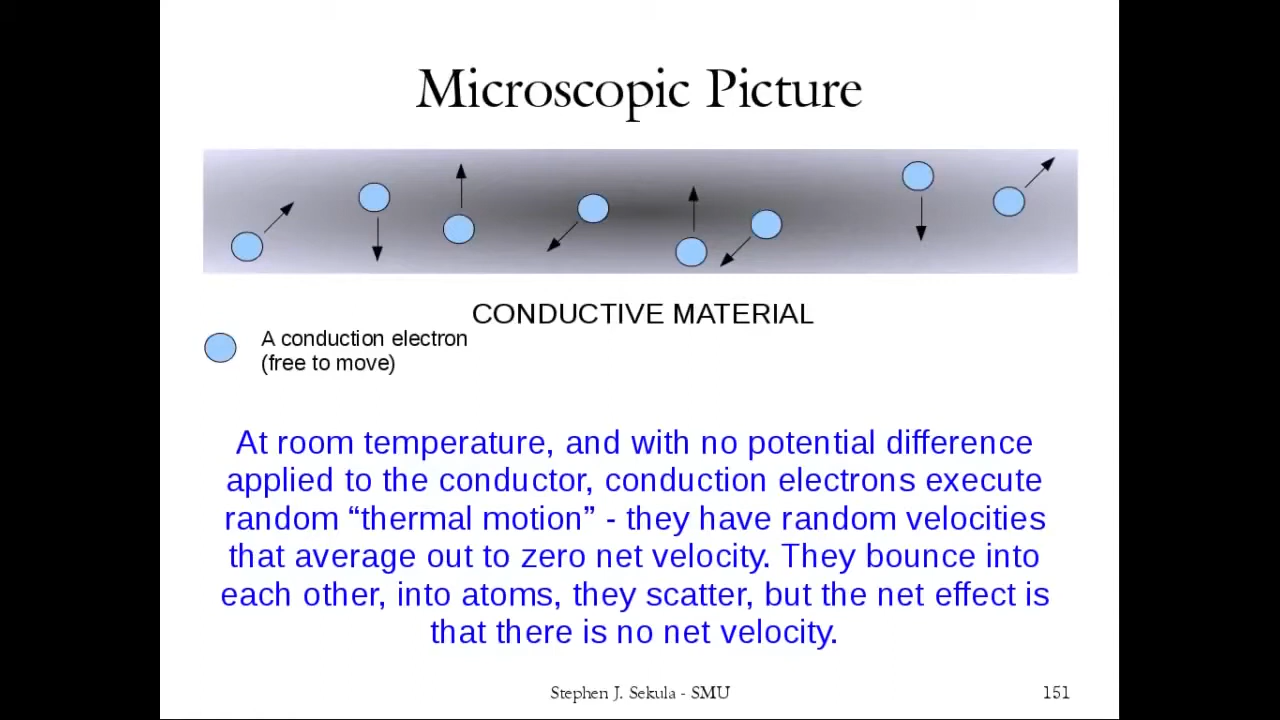 Microscopic Picture
CONDUCTIVE MATERIAL
A conduction electron
(free to move)
At room temperature, and with no potential difference
applied to the conductor, conduction electrons execute
random “thermal motion” - they have random velocities
that average out to zero net velocity. They bounce into
each other, into atoms, they scatter, but the net effect is
that there is no net velocity.
Stephen J. Sekula - SMU
151